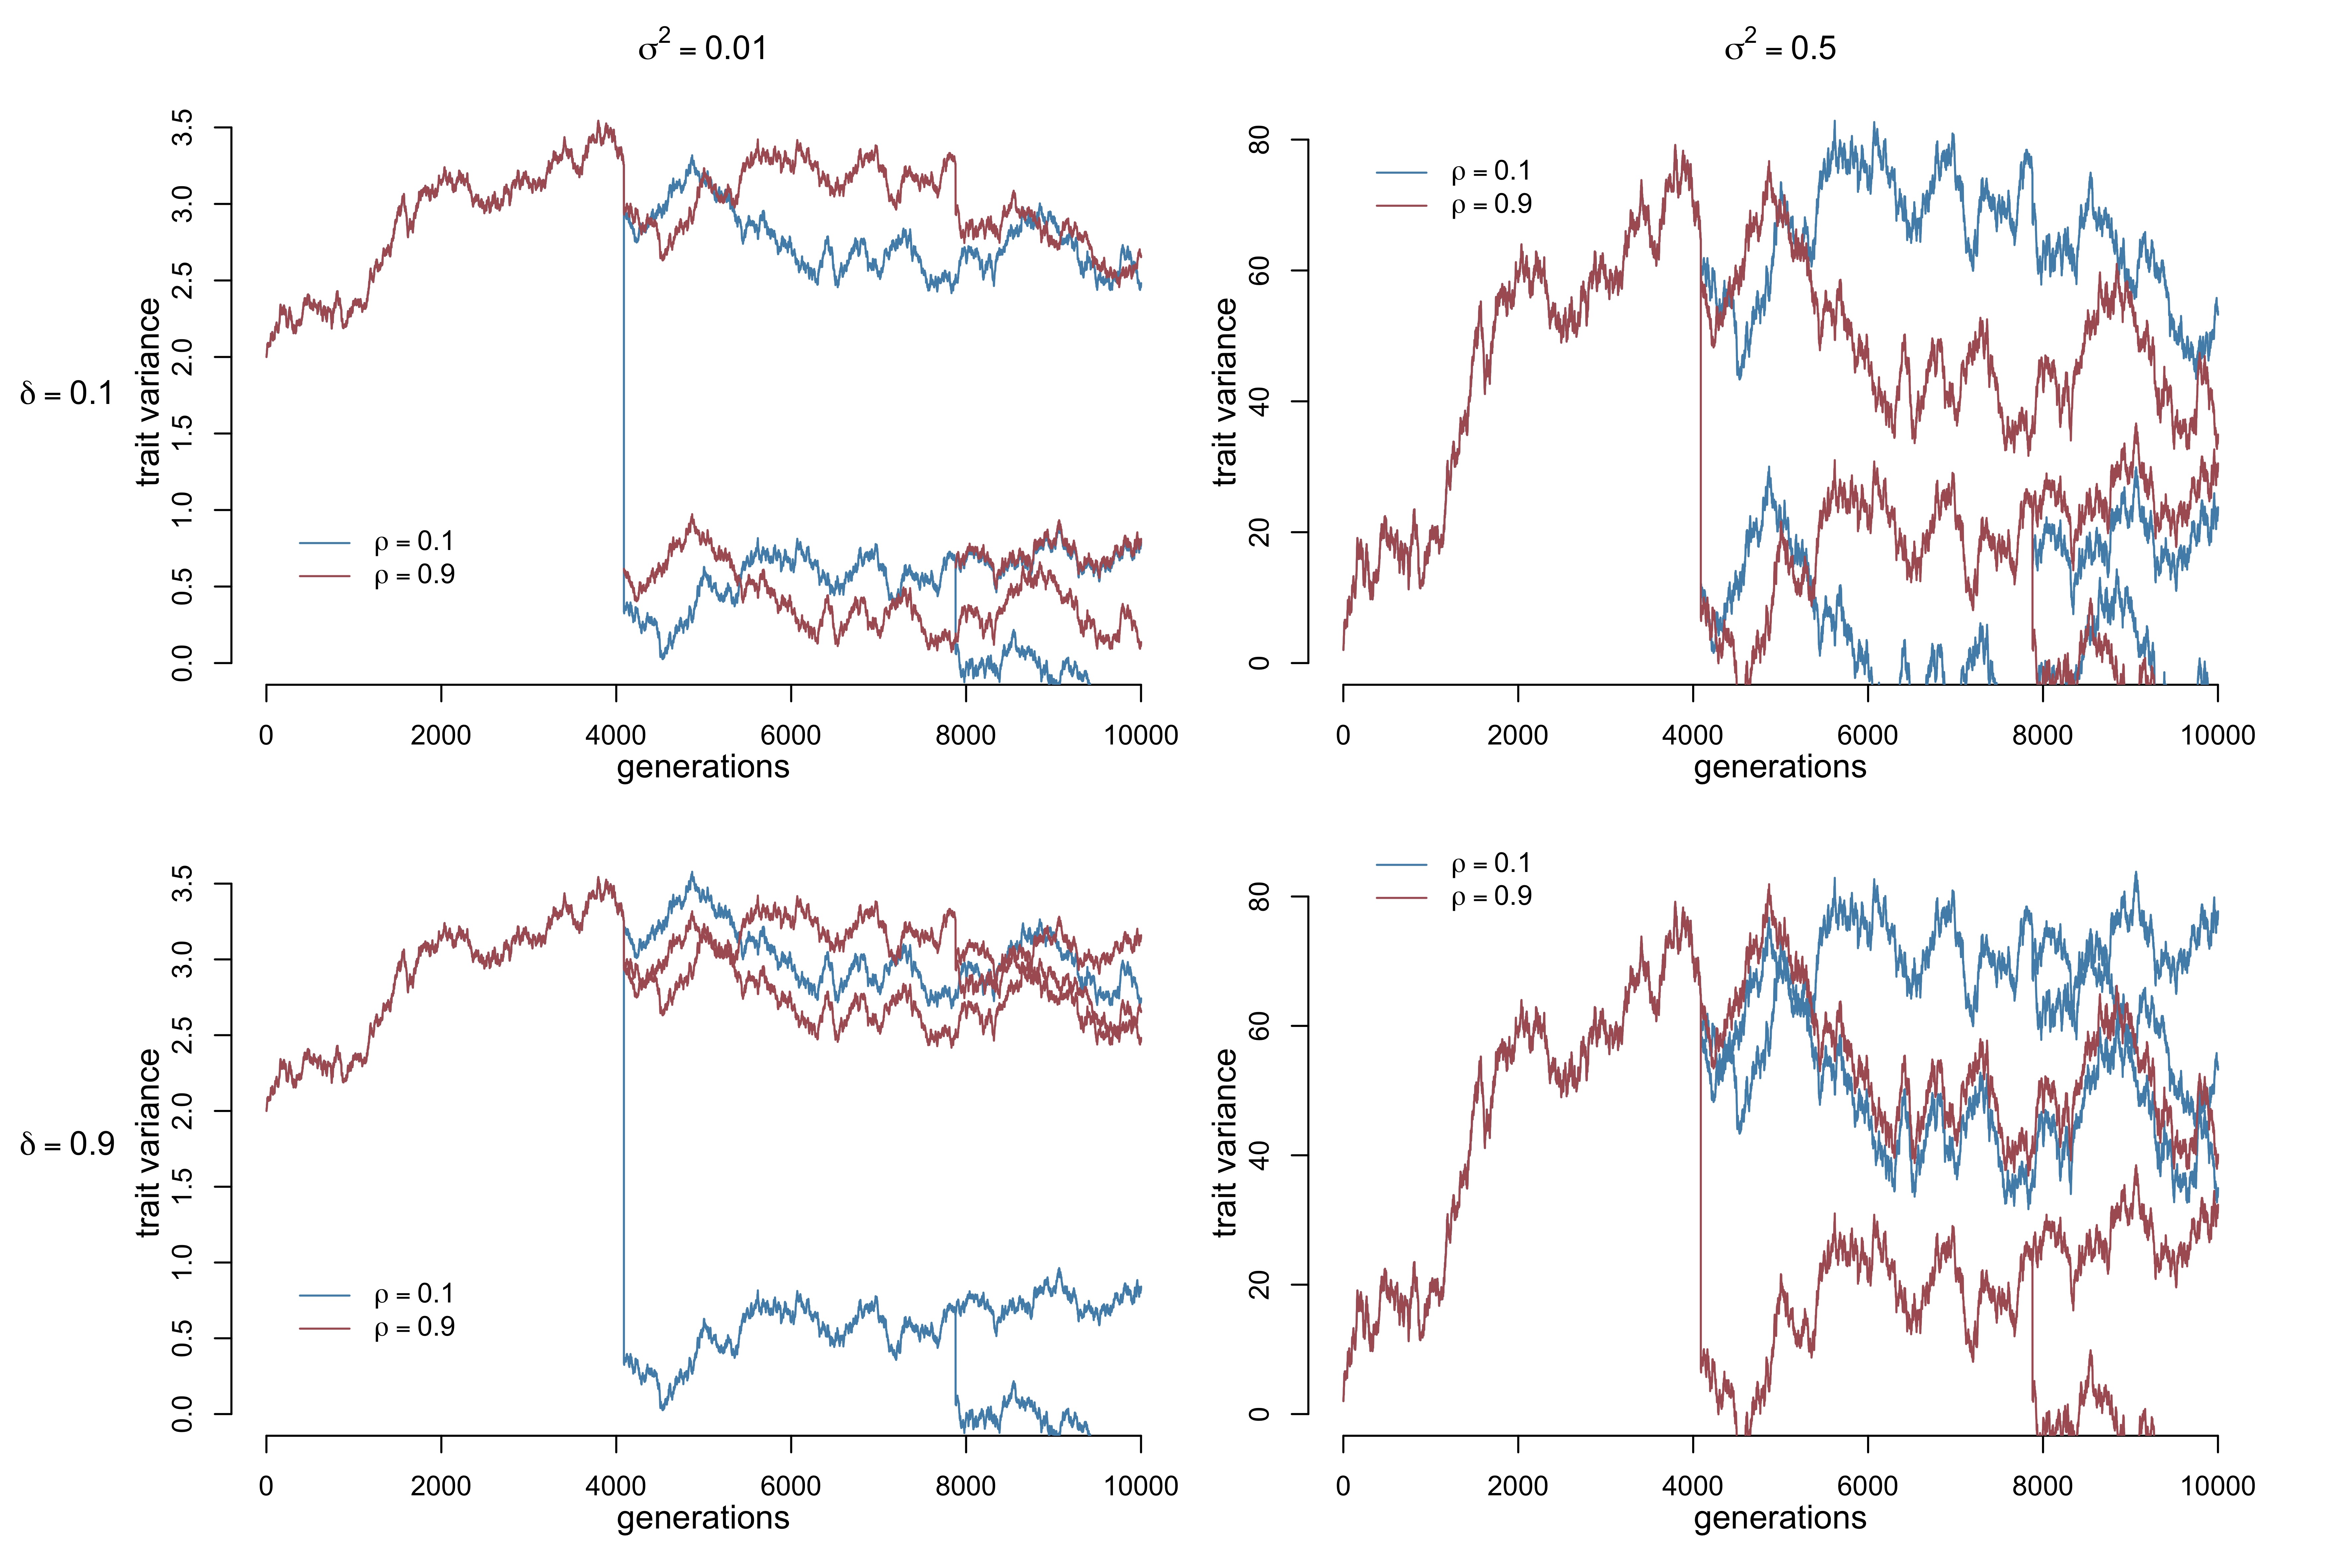 σ² = 0.01
σ² = 0.5
δ = 0.1
trait variance
3.5
3.0
2.5
2.0
1.5
1.0
0.5
0.0
ρ = 0.1
ρ = 0.9
0 2000 4000 6000 8000 10000
generations
trait variance
80
60
40
20
0
ρ = 0.1
ρ = 0.9
0 2000 4000 6000 8000 10000
generations
δ = 0.9
trait variance
3.5
3.0
2.5
2.0
1.5
1.0
0.5
0.0
ρ = 0.1
ρ = 0.9
0 2000 4000 6000 8000 10000
generations
trait variance
80
60
40
20
0
ρ = 0.1
ρ = 0.9
0 2000 4000 6000 8000 10000
generations